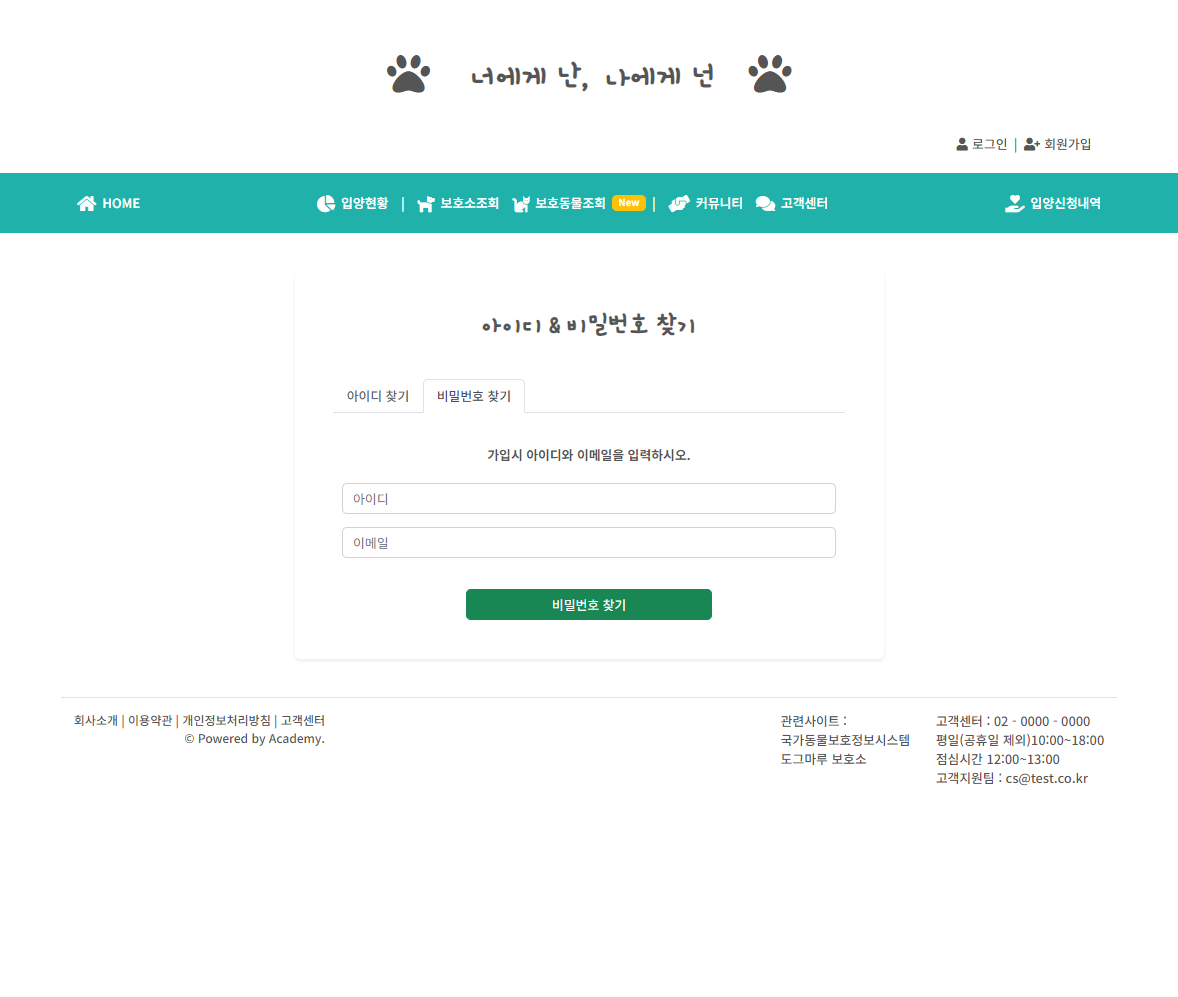 너에게 난, 나에게 넌
로그인 | 회원가입
HOME 입양현황 | 보호소조회 보호동물조회 New | 커뮤니티 고객센터 입양신청내역
아이디 & 비밀번호 찾기
아이디 찾기 비밀번호 찾기
가입시 아이디와 이메일을 입력하시오.
아이디
이메일
비밀번호 찾기
회사소개 | 이용약관 | 개인정보처리방침 | 고객센터
© Powered by Academy.
관련사이트 :
국가동물보호정보시스템
도그마루 보호소
고객센터 : 02 - 0000 - 0000
평일(공휴일 제외)10:00~18:00
점심시간 12:00~13:00
고객지원팀 : cs@test.co.kr